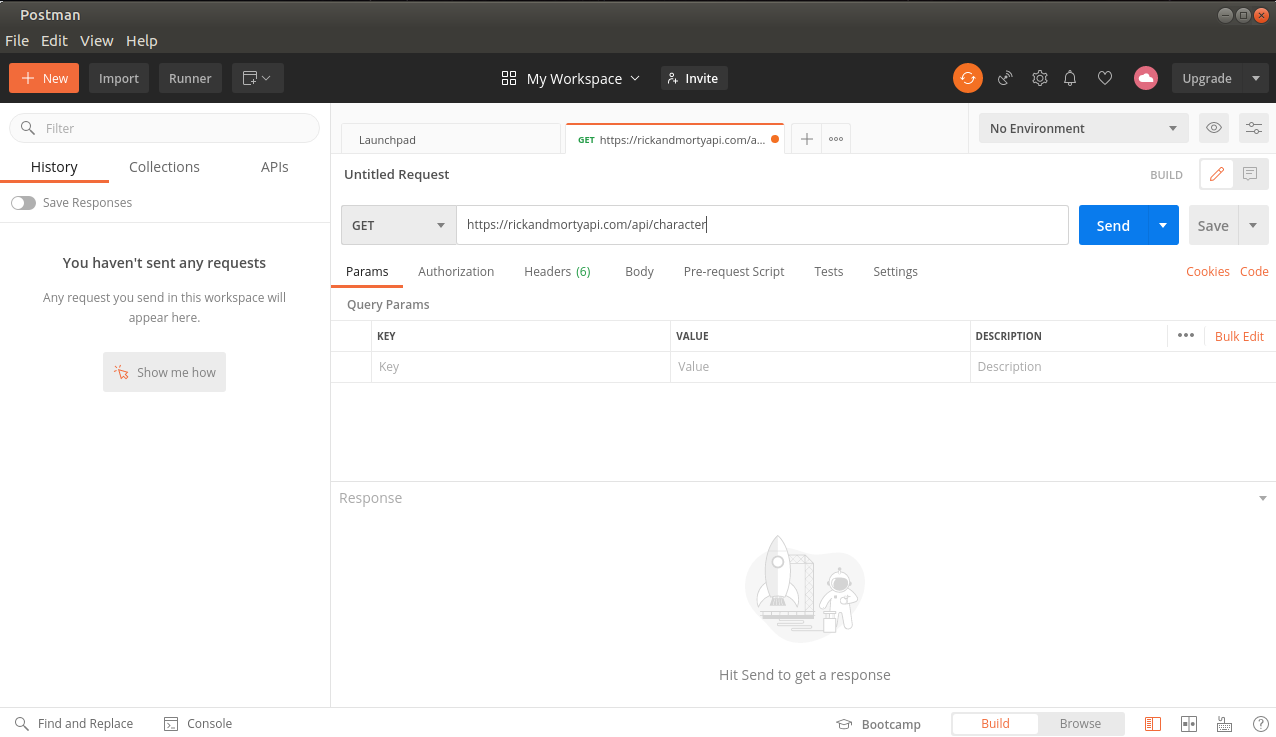 Postman
File Edit View Help
New Import Runner My Workspace Invite Upgrade
Filter
History Collections APIs
Save Responses
You haven't sent any requests
Any request you send in this workspace will
appear here.
Show me how
Launchpad GET https://rickandmortyapi.com/a... No Environment
Untitled Request BUILD
GET https://rickandmortyapi.com/api/character Send Save
Params Authorization Headers (6) Body Pre-request Script Tests Settings Cookies Code
Query Params
KEY VALUE DESCRIPTION Bulk Edit
Key Value Description
Response
Hit Send to get a response
Find and Replace Console Bootcamp Build Browse